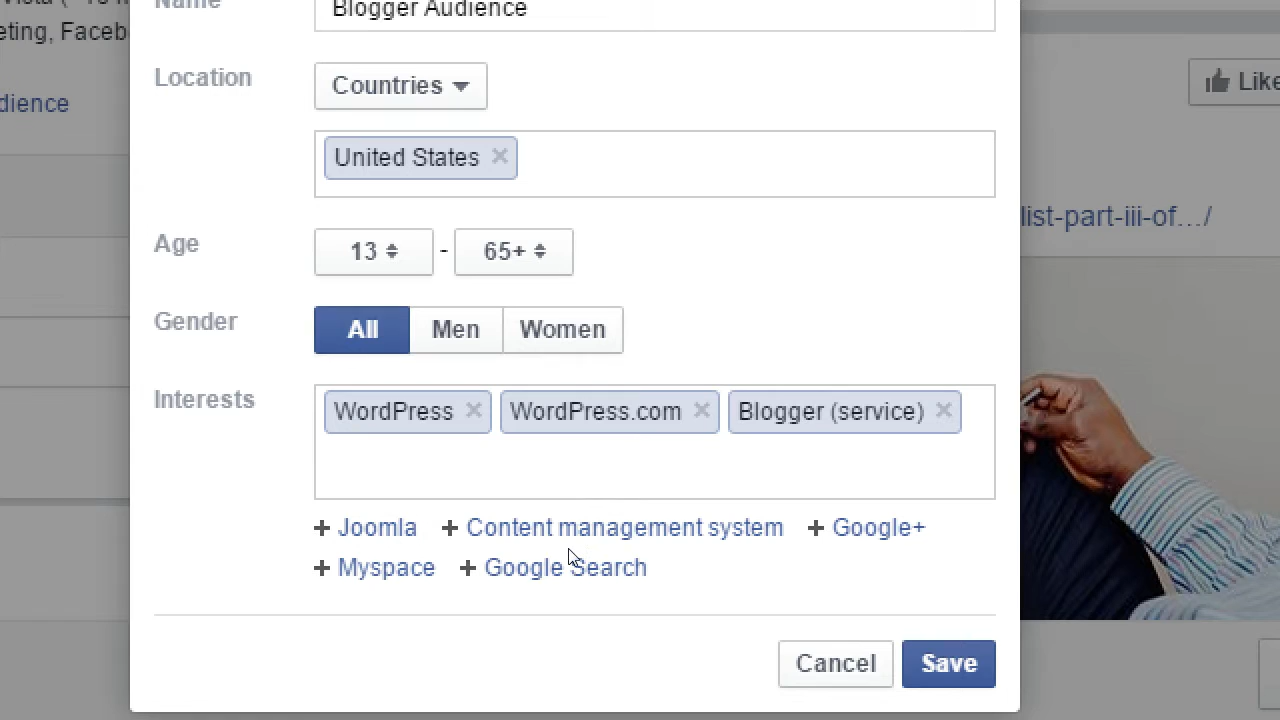 Name Blogger Audience
eting, Faceb
Location Countries
dience
Like
United States
list-part-iii-of.../
Age 13 - 65+
Gender All Men Women
Interests WordPress WordPress.com Blogger (service)
+ Joomla + Content management system + Google+
+ Myspace + Google Search
Cancel Save